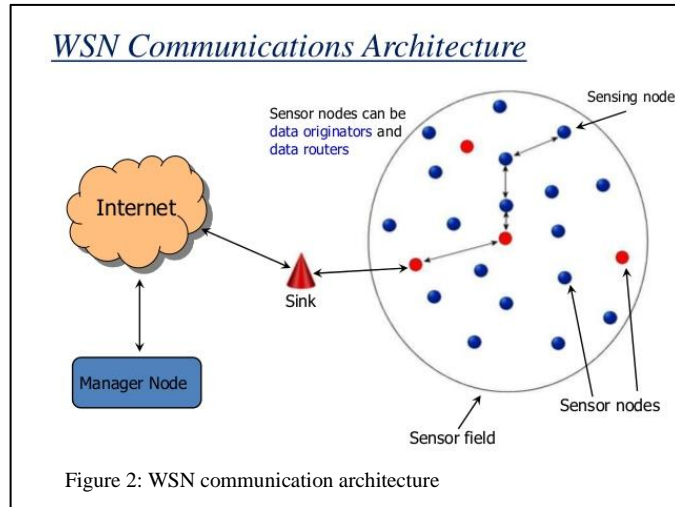 WSN Communications Architecture
Sensor nodes can be
data originators and
data routers
Sensing node
Internet
Sink
Manager Node
Sensor nodes
Sensor field
Figure 2: WSN communication architecture